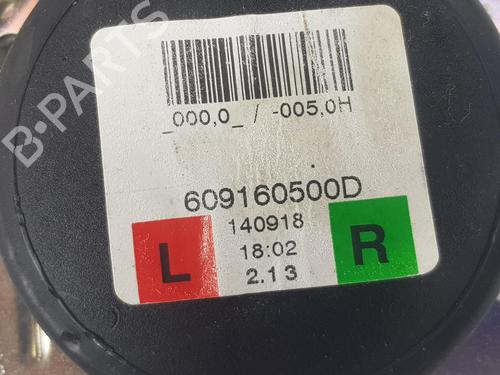 B-PARTS
_000,0_ / -005,0H
609160500D
140918
L R
18:02
2.13